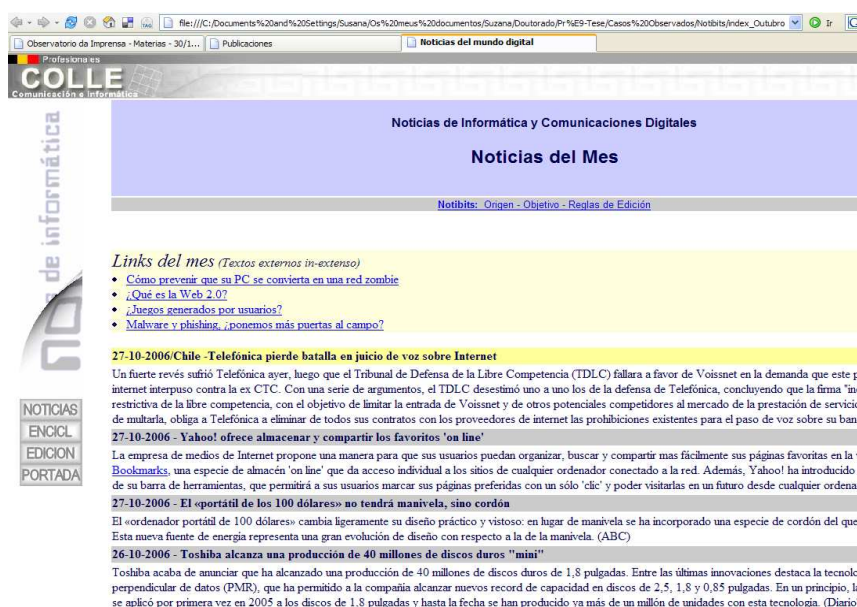 file:///C:/Documents%20and%20Settings/Susana/Os%20meus%20documentos/Suzana/Doutorado/Pr%E9-Tese/Casos%20Observados/Notibits/index_Outubro Ir
Observatorio da Imprensa - Materias - 30/1... Publicaciones Noticias del mundo digital
Profesionales
COLLE
Comunicación e informática
Noticias de Informática y Comunicaciones Digitales
Noticias del Mes
Notibits: Origen - Objetivo - Reglas de Edición
de informática
Links del mes (Textos externos in-extenso)
Cómo prevenir que su PC se convierta en una red zombie
¿Qué es la Web 2.0?
¿Juegos generados por usuarios?
Malware y phishing, ¿ponemos más puertas al campo?
27-10-2006/Chile -Telefónica pierde batalla en juicio de voz sobre Internet
Un fuerte revés sufrió Telefónica ayer, luego que el Tribunal de Defensa de la Libre Competencia (TDLC) fallara a favor de Voissnet en la demanda que este p
internet interpuso contra la ex CTC. Con una serie de argumentos, el TDLC desestimó uno a uno los de la defensa de Telefónica, concluyendo que la firma "in
restrictiva de la libre competencia, con el objetivo de limitar la entrada de Voissnet y de otros potenciales competidores al mercado de la prestación de servici
de multarla, obliga a Telefónica a eliminar de todos sus contratos con los proveedores de internet las prohibiciones existentes para el paso de voz sobre su ban
27-10-2006 - Yahoo! ofrece almacenar y compartir los favoritos 'on line'
La empresa de medios de Internet propone una manera para que sus usuarios puedan organizar, buscar y compartir mas fácilmente sus páginas favoritas en la
Bookmarks, una especie de almacén 'on line' que da acceso individual a los sitios de cualquier ordenador conectado a la red. Además, Yahoo! ha introducido
de su barra de herramientas, que permitirá a sus usuarios marcar sus páginas preferidas con un sólo 'clic' y poder visitarlas en un futuro desde cualquier ordena
27-10-2006 - El «portátil de los 100 dólares» no tendrá manivela, sino cordón
El «ordenador portátil de 100 dólares» cambia ligeramente su diseño práctico y vistoso: en lugar de manivela se ha incorporado una especie de cordón del que
Esta nueva fuente de energía representa una gran evolución de diseño con respecto a la de la manivela. (ABC)
26-10-2006 - Toshiba alcanza una producción de 40 millones de discos duros "mini"
Toshiba acaba de anunciar que ha alcanzado una producción de 40 millones de discos duros de 1,8 pulgadas. Entre las últimas innovaciones destaca la tecnolo
perpendicular de datos (PMR), que ha permitido a la compañía alcanzar nuevos record de capacidad en discos de 2,5, 1,8 y 0,85 pulgadas. En un principio, l
se aplicó por primera vez en 2005 a los discos de 1,8 pulgadas y hasta la fecha se han producido ya más de un millón de unidades con esta tecnología. (Diario
NOTICIAS
ENCICL
EDICION
PORTADA